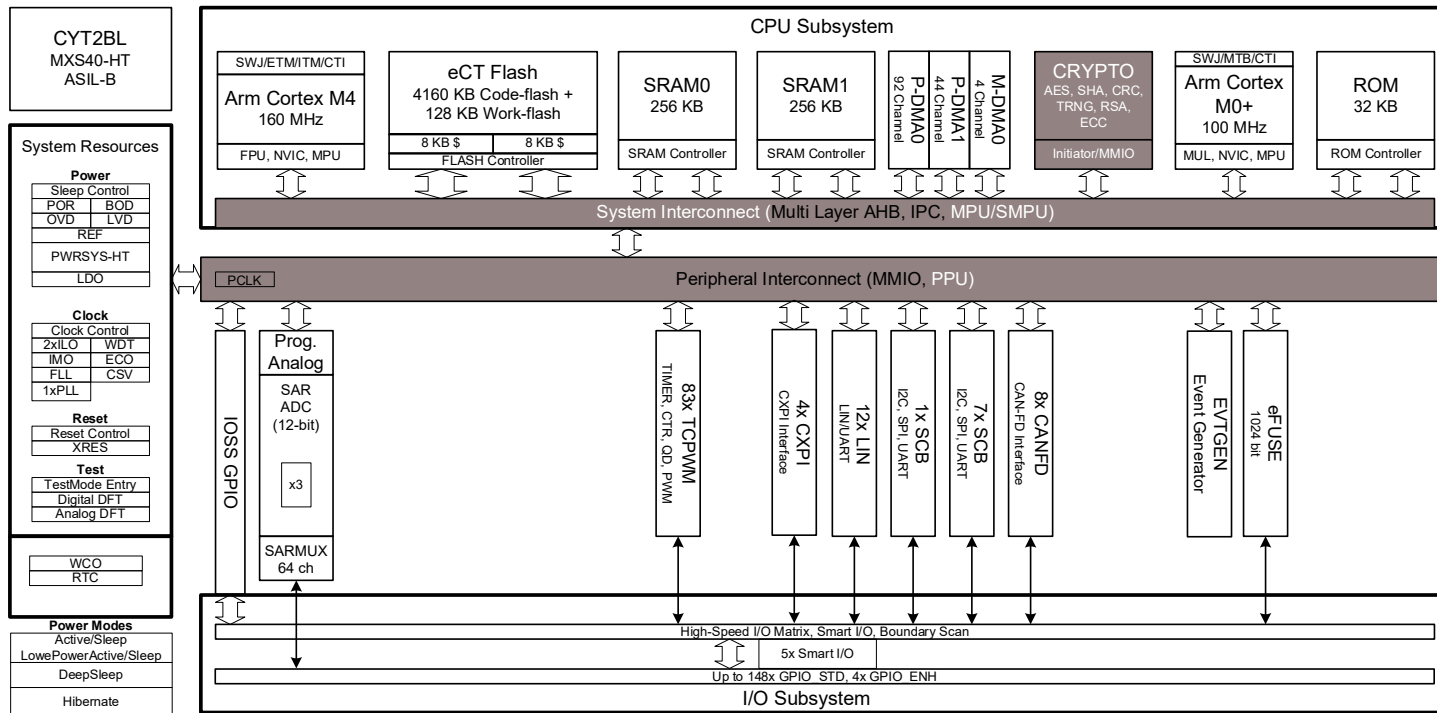 CYT2BL
MXS40-HT
ASIL-B
System Resources
Power
Sleep Control
POR BOD
OVD LVD
REF
PWRSYS-HT
LDO
Clock
Clock Control
2xILO WDT
IMO ECO
FLL CSV
1xPLL
Reset
Reset Control
XRES
Test
TestMode Entry
Digital DFT
Analog DFT
WCO
RTC
Power Modes
Active/Sleep
LowePowerActive/Sleep
DeepSleep
Hibernate
CPU Subsystem
SWJ/ETM/ITM/CTI
Arm Cortex M4
160 MHz
FPU, NVIC, MPU
eCT Flash
4160 KB Code-flash +
128 KB Work-flash
8 KB $ 8 KB $
FLASH Controller
SRAM0
256 KB
SRAM Controller
SRAM1
256 KB
SRAM Controller
P-DMA0
92 Channel
P-DMA1
44 Channel
M-DMA0
4 Channel
CRYPTO
AES, SHA, CRC,
TRNG, RSA,
ECC
Initiator/MMIO
SWJ/MTB/CTI
Arm Cortex
M0+
100 MHz
MUL, NVIC, MPU
ROM
32 KB
ROM Controller
System Interconnect (Multi Layer AHB, IPC, MPU/SMPU)
PCLK
Peripheral Interconnect (MMIO, PPU)
IOSS GPIO
Prog.
Analog
SAR
ADC
(12-bit)
x3
SARMUX
64 ch
83x TCPWM
TIMER, CTR, QD, PWM
4x CXPI
CXPI Interface
12x LIN
LIN/UART
1x SCB
I2C, SPI, UART
7x SCB
I2C, SPI, UART
8x CANFD
CAN-FD Interface
EVTGEN
Event Generator
eFUSE
1024 bit
High-Speed I/O Matrix, Smart I/O, Boundary Scan
5x Smart I/O
Up to 148x GPIO_STD, 4x GPIO_ENH
I/O Subsystem